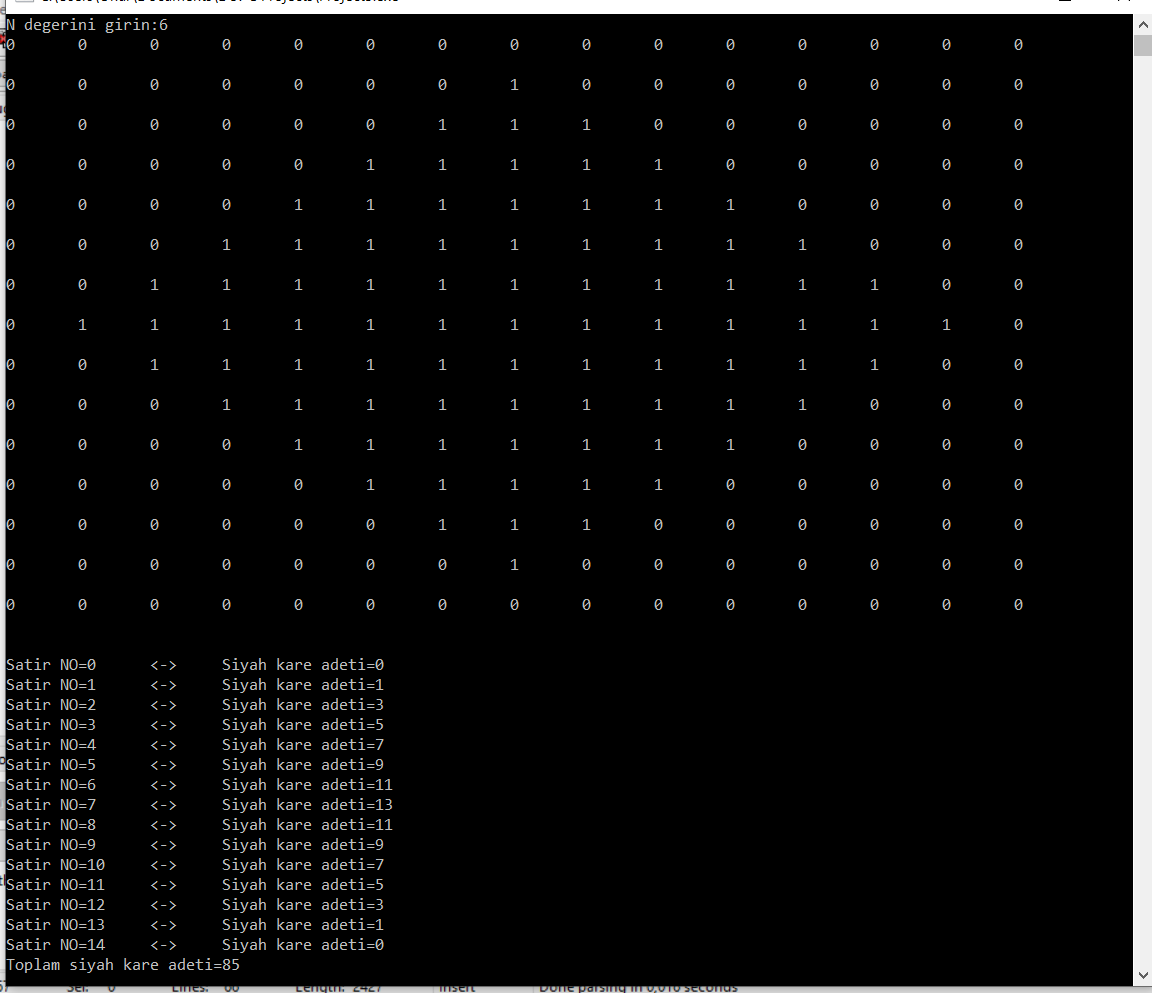 N degerini girin:6
0 0 0 0 0 0 0 0 0 0 0 0 0 0 0
0 0 0 0 0 0 0 1 0 0 0 0 0 0 0
0 0 0 0 0 0 1 1 1 0 0 0 0 0 0
0 0 0 0 0 1 1 1 1 1 0 0 0 0 0
0 0 0 0 1 1 1 1 1 1 1 0 0 0 0
0 0 0 1 1 1 1 1 1 1 1 1 0 0 0
0 0 1 1 1 1 1 1 1 1 1 1 1 0 0
0 1 1 1 1 1 1 1 1 1 1 1 1 1 0
0 0 1 1 1 1 1 1 1 1 1 1 1 0 0
0 0 0 1 1 1 1 1 1 1 1 1 0 0 0
0 0 0 0 1 1 1 1 1 1 1 0 0 0 0
0 0 0 0 0 1 1 1 1 1 0 0 0 0 0
0 0 0 0 0 0 1 1 1 0 0 0 0 0 0
0 0 0 0 0 0 0 1 0 0 0 0 0 0 0
0 0 0 0 0 0 0 0 0 0 0 0 0 0 0
Satir NO=0 <-> Siyah kare adeti=0
Satir NO=1 <-> Siyah kare adeti=1
Satir NO=2 <-> Siyah kare adeti=3
Satir NO=3 <-> Siyah kare adeti=5
Satir NO=4 <-> Siyah kare adeti=7
Satir NO=5 <-> Siyah kare adeti=9
Satir NO=6 <-> Siyah kare adeti=11
Satir NO=7 <-> Siyah kare adeti=13
Satir NO=8 <-> Siyah kare adeti=11
Satir NO=9 <-> Siyah kare adeti=9
Satir NO=10 <-> Siyah kare adeti=7
Satir NO=11 <-> Siyah kare adeti=5
Satir NO=12 <-> Siyah kare adeti=3
Satir NO=13 <-> Siyah kare adeti=1
Satir NO=14 <-> Siyah kare adeti=0
Toplam siyah kare adeti=85
Sel: 0 Lines: 60 Length: 2427 Insert Done parsing in 0,016 seconds